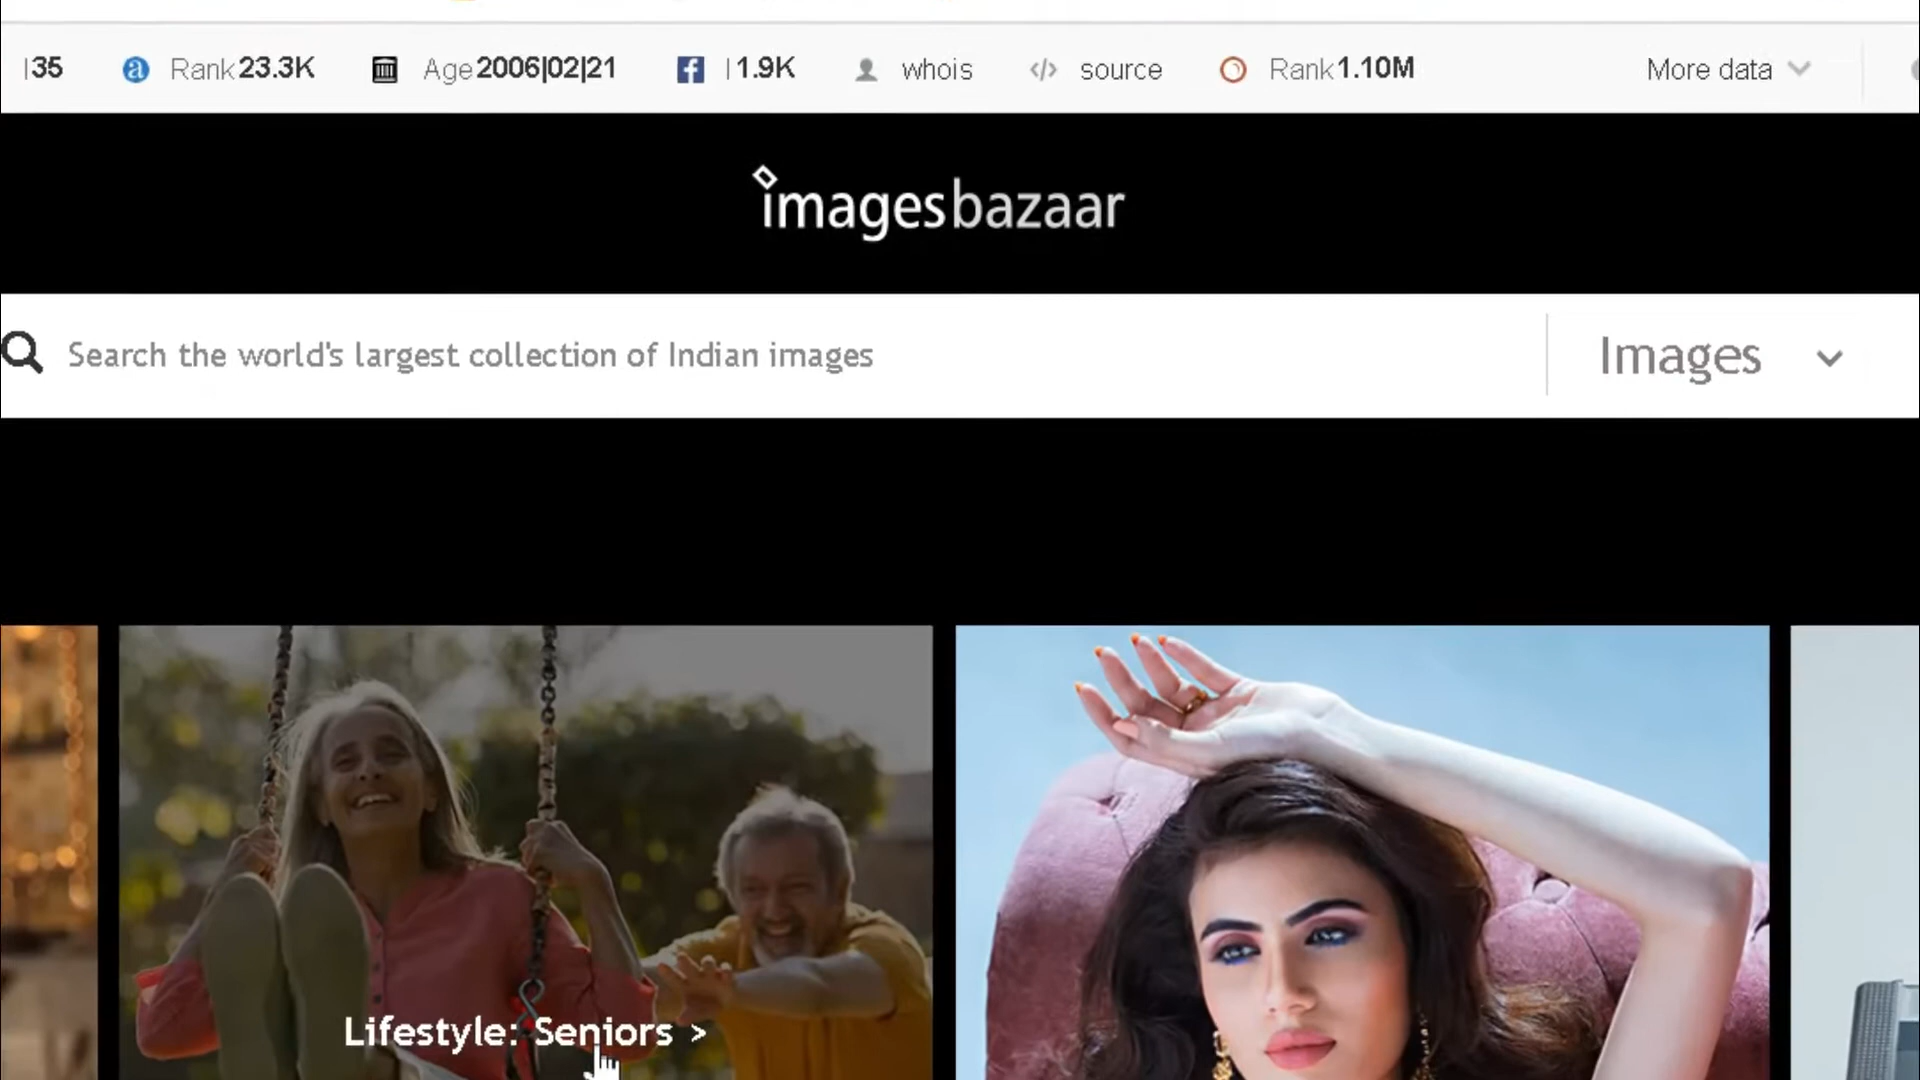 |35 Rank 23.3K Age 2006|02|21 | 1.9K whois </> source Rank 1.10M More data
imagesbazaar
Search the world's largest collection of Indian images Images
Lifestyle: Seniors >